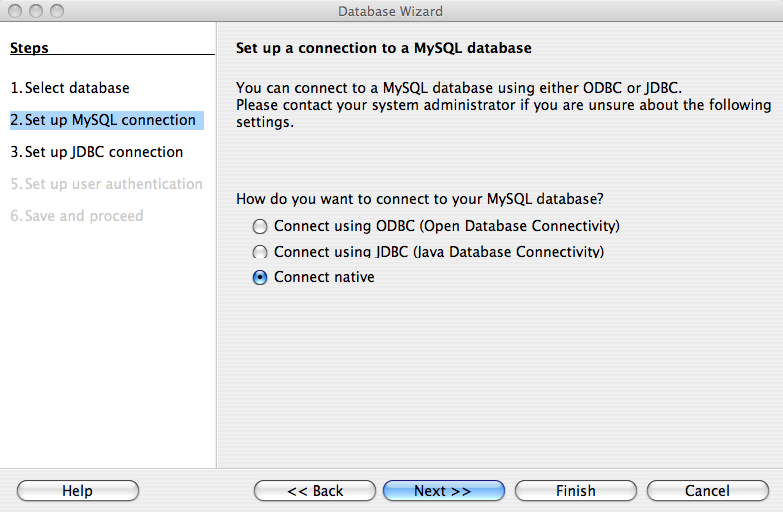 Database Wizard
Steps
1. Select database
2. Set up MySQL connection
3. Set up JDBC connection
5. Set up user authentication
6. Save and proceed
Set up a connection to a MySQL database
You can connect to a MySQL database using either ODBC or JDBC.
Please contact your system administrator if you are unsure about the following
settings.
How do you want to connect to your MySQL database?
Connect using ODBC (Open Database Connectivity)
Connect using JDBC (Java Database Connectivity)
Connect native
Help
<< Back
Next >>
Finish
Cancel